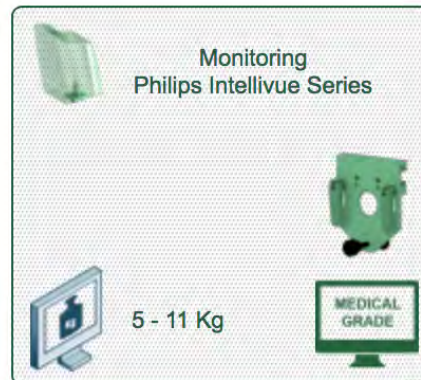 Monitoring
Philips Intellivue Series
5 - 11 Kg
MEDICAL
GRADE